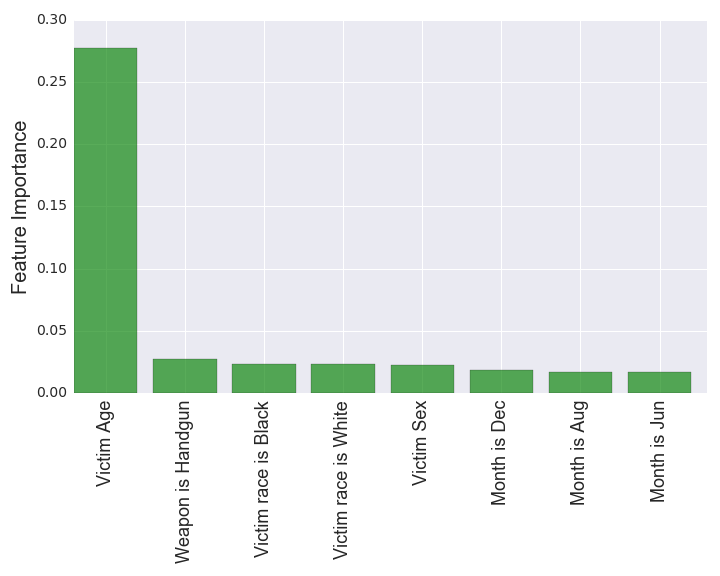 0.30
0.25
0.20
0.15
0.10
0.05
0.00
Feature Importance
Victim Age
Weapon is Handgun
Victim race is Black
Victim race is White
Victim Sex
Month is Dec
Month is Aug
Month is Jun